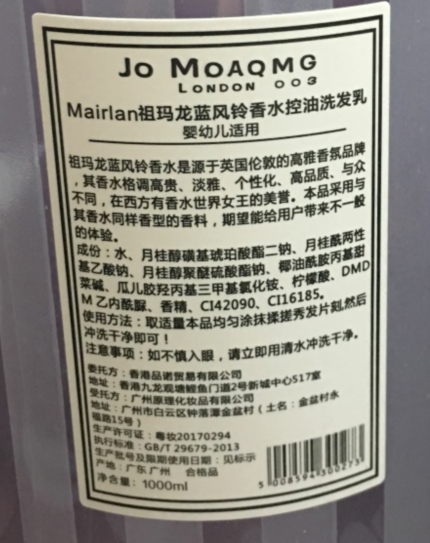 JO MOAQMG
LONDON 003
Mairlan祖玛龙蓝风铃香水控油洗发乳
婴幼儿适用
祖玛龙蓝风铃香水是源于英国伦敦的高雅香氛品牌
，其香水格调高贵、淡雅、个性化、高品质、与众
不同，在西方有香水世界女王的美誉。本品采用与
其香水同样香型的香料，期望能给用户带来不一般
的体验。
成份：水、月桂醇磺基琥珀酸酯二钠、月桂酰两性
基乙酸钠、月桂醇聚醚硫酸酯钠、椰油酰胺丙基甜
菜碱、瓜儿胶羟丙基三甲基氯化铵、柠檬酸、DMD
M 乙内酰脲、香精、CI42090、CI16185。
使用方法：取适量本品均匀涂抹揉搓秀发片刻,然后
冲洗干净即可！
注意事项：如不慎入眼，请立即用清水冲洗干净。
委托方：香港品诺贸易有限公司
地址：香港九龙观塘鲤鱼门道2号新城中心517室
受托方：广州原理化妆品有限公司
地址：广州市白云区钟落潭金盆村（土名：金盆村永
福路15号）
生产许可证：粤妆20170294
执行标准：GB/T 29679-2013
生产批号及限期使用日期：见标示
产地：广东 广州 合格品
净含量：1000ml
5 008594 300273